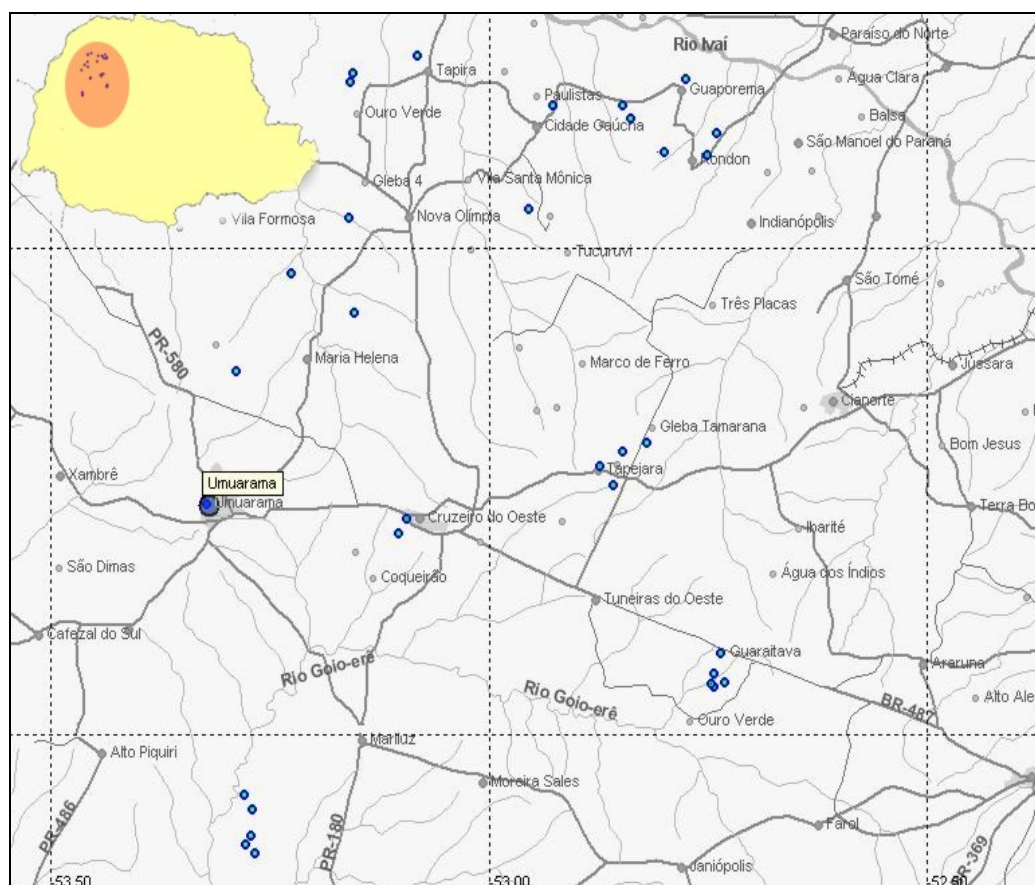 Paraíso do Norte
Rio Ivaí
Tapira
Água Clara
Guaporema
Paulistas
Ouro Verde
Balsa
Cidade Gaúcha
São Manoel do Paraná
Rondon
Gleba 4
Vila Santa Mônica
Vila Formosa
Nova Olímpia
Indianópolis
Tucuruvi
São Tomé
Três Placas
PR-580
Maria Helena
Marco de Ferro
Jussara
Cianorte
Gleba Tamarana
Bom Jesus
Xambrê
Tapejara
Umuarama
Umuarama
Terra Bo
Cruzeiro do Oeste
Ibarité
São Dimas
Coqueirão
Água dos Índios
Tuneiras do Oeste
Cafezal do Sul
Guaraitava
Araruna
Rio Goio-erê
Rio Goio-erê
Alto Ale
BR-487
Ouro Verde
Mariluz
Alto Piquiri
Moreira Sales
PR-486
PR-180
Farol
PR-369
Janiópolis
-53.50
-53.00
-52.50